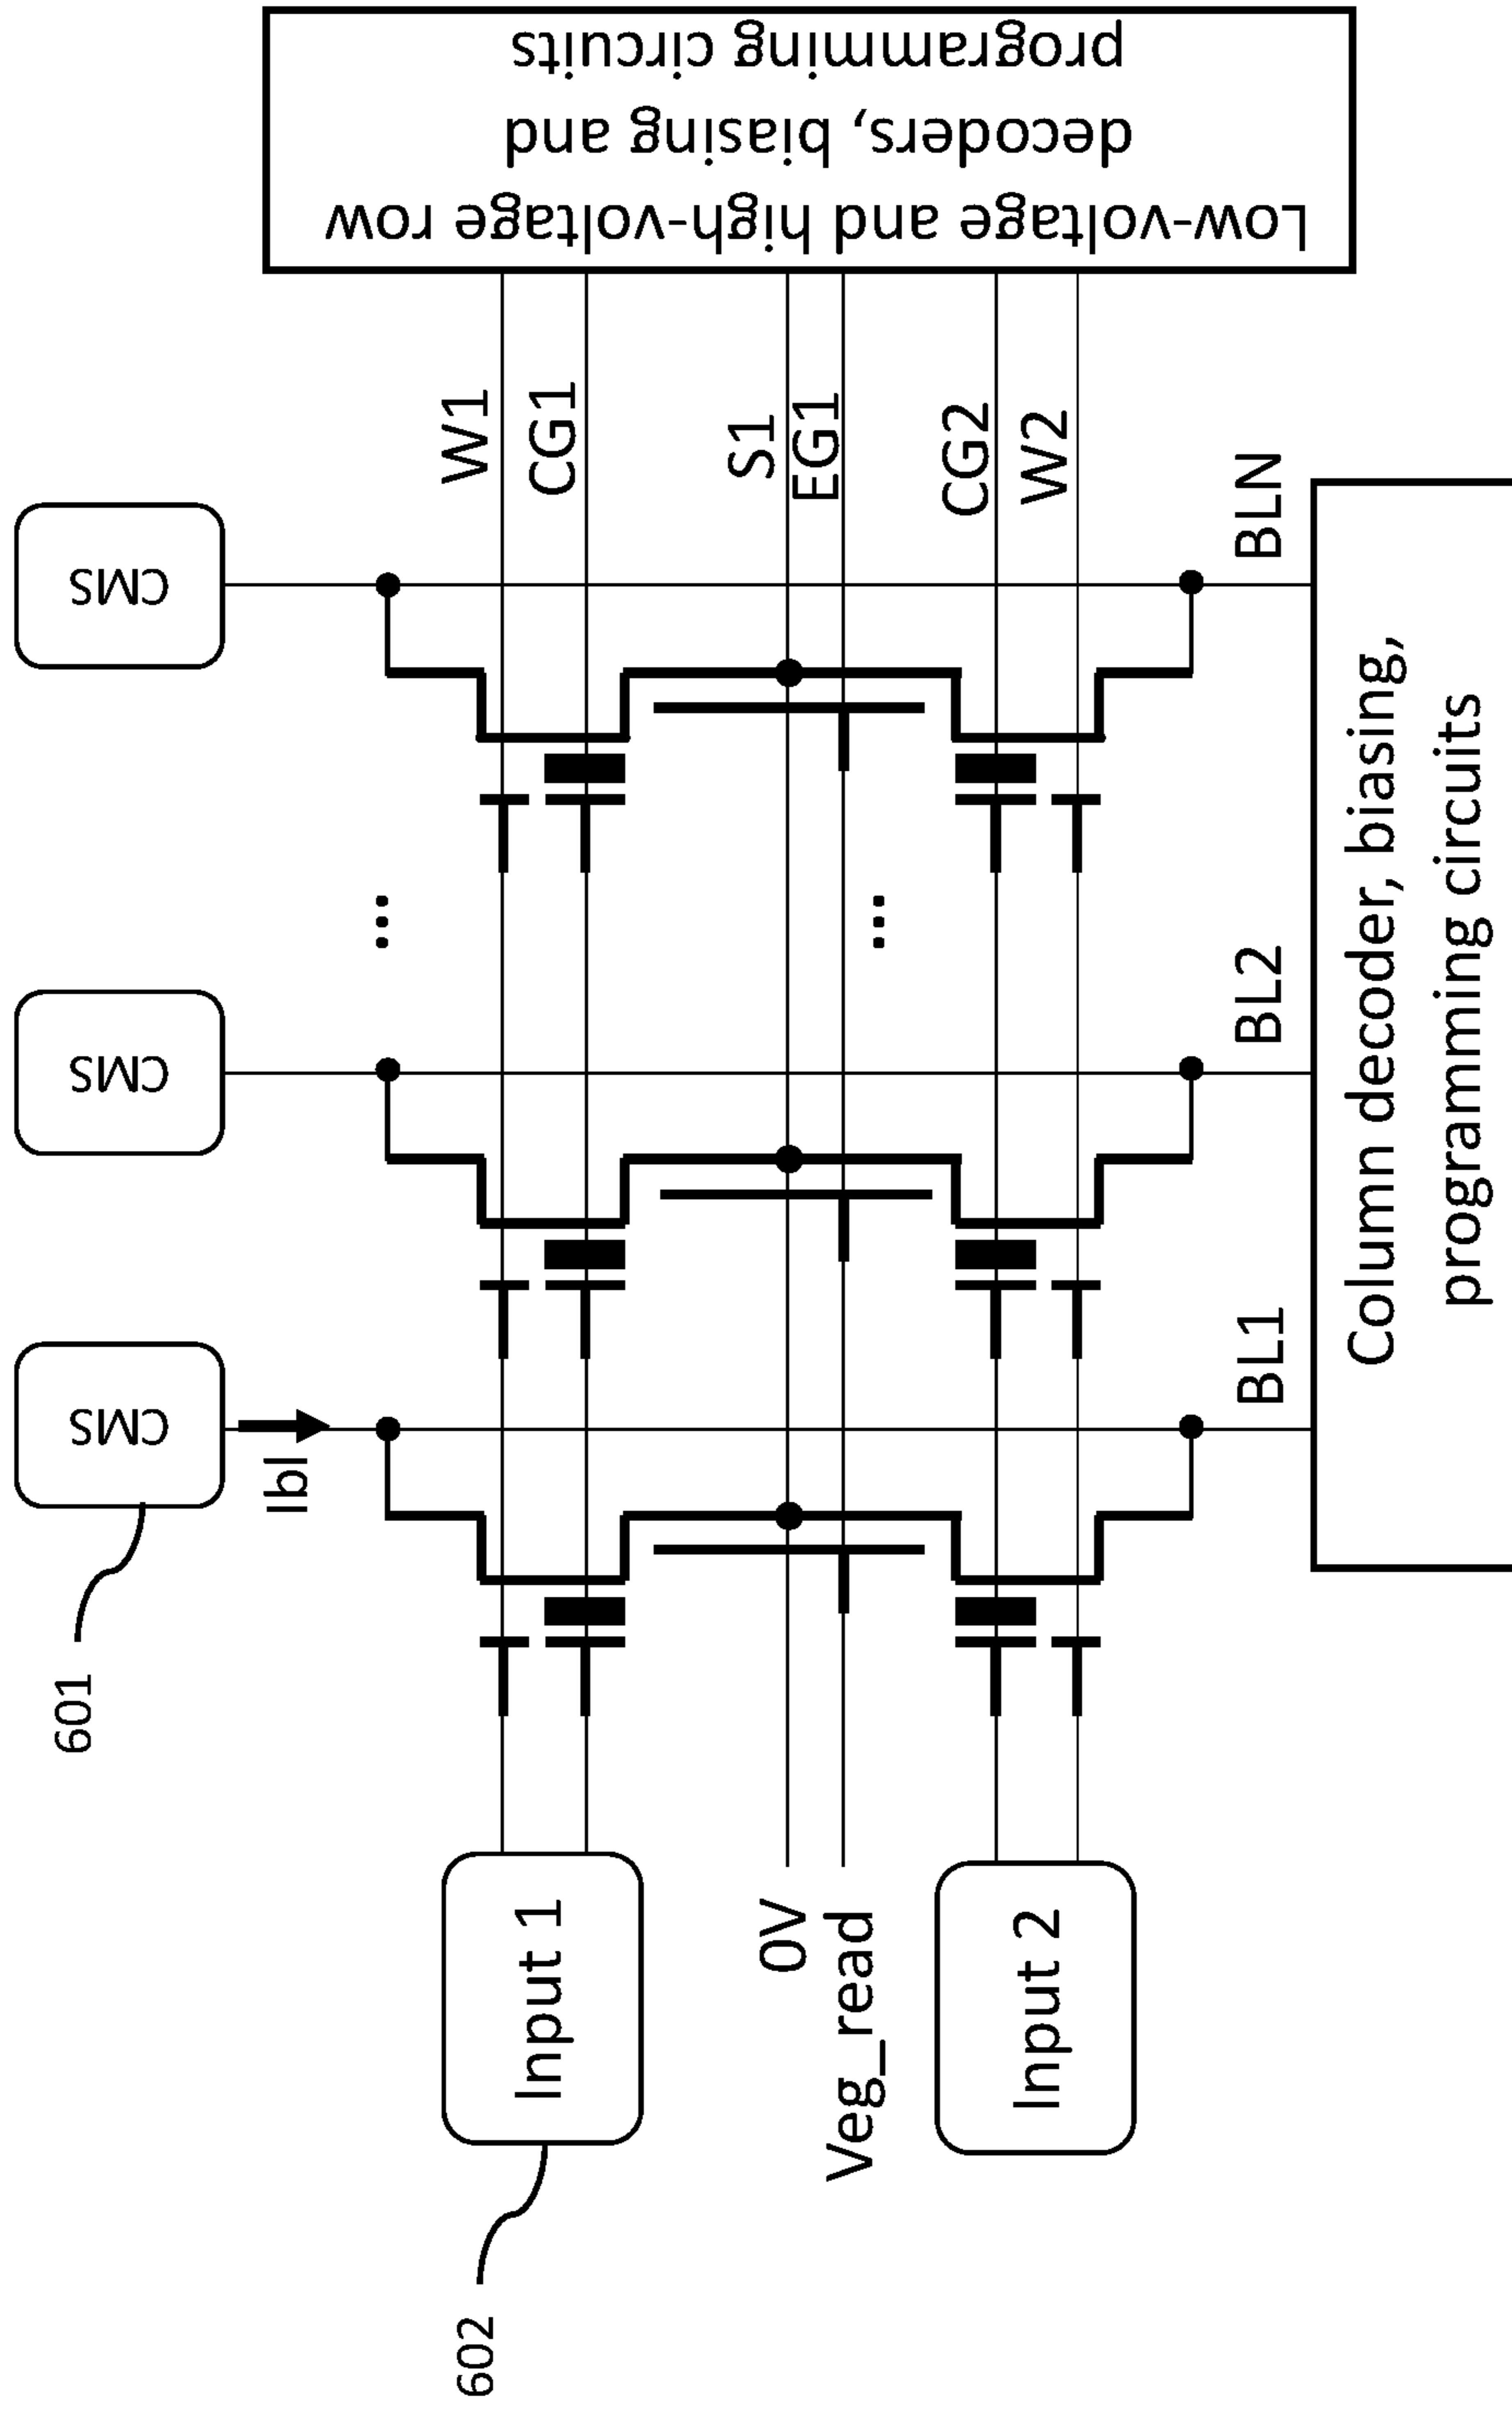 601
CMS
CMS
CMS
Ibl
602
Input 1
W1
CG1
0V
S1
Veg_read
EG1
Input 2
CG2
W2
Low-voltage and high-voltage row
decoders, biasing and
programming circuits
...
...
BL1
BL2
BLN
Column decoder, biasing,
programming circuits